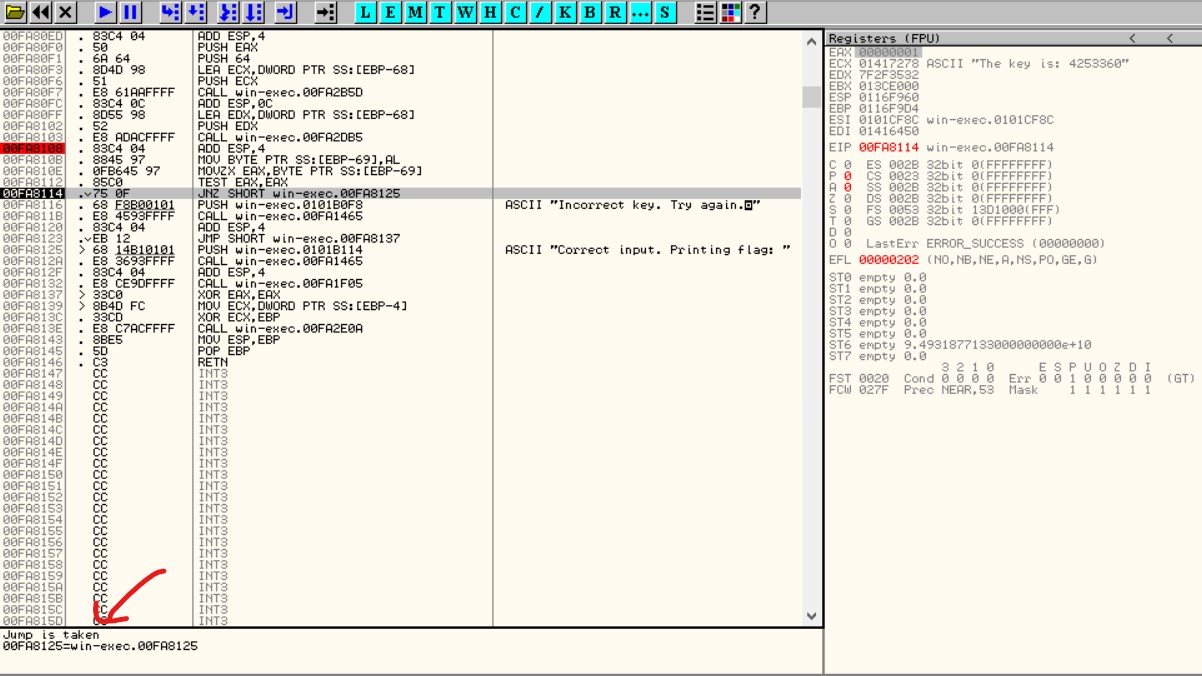 L E M T W H C / K B R ... S ?
00FA80ED . 83C4 04 ADD ESP,4
00FA80F0 . 50 PUSH EAX
00FA80F1 . 6A 64 PUSH 64
00FA80F3 . 8D4D 98 LEA ECX,DWORD PTR SS:[EBP-68]
00FA80F6 . 51 PUSH ECX
00FA80F7 . E8 61AAFFFF CALL win-exec.00FA2B5D
00FA80FC . 83C4 0C ADD ESP,0C
00FA80FF . 8D55 98 LEA EDX,DWORD PTR SS:[EBP-68]
00FA8102 . 52 PUSH EDX
00FA8103 . E8 ADACFFFF CALL win-exec.00FA2DB5
00FA8108 . 83C4 04 ADD ESP,4
00FA810B . 8845 97 MOV BYTE PTR SS:[EBP-69],AL
00FA810E . 0FB645 97 MOVZX EAX,BYTE PTR SS:[EBP-69]
00FA8112 . 85C0 TEST EAX,EAX
00FA8114 .v75 0F JNZ SHORT win-exec.00FA8125
00FA8116 . 68 F8B00101 PUSH win-exec.0101B0F8 ASCII "Incorrect key. Try again.◘"
00FA811B . E8 4593FFFF CALL win-exec.00FA1465
00FA8120 . 83C4 04 ADD ESP,4
00FA8123 .vEB 12 JMP SHORT win-exec.00FA8137
00FA8125 > 68 14B10101 PUSH win-exec.0101B114 ASCII "Correct input. Printing flag: "
00FA812A . E8 3693FFFF CALL win-exec.00FA1465
00FA812F . 83C4 04 ADD ESP,4
00FA8132 . E8 CE9DFFFF CALL win-exec.00FA1F05
00FA8137 > 33C0 XOR EAX,EAX
00FA8139 > 8B4D FC MOV ECX,DWORD PTR SS:[EBP-4]
00FA813C . 33CD XOR ECX,EBP
00FA813E . E8 C7ACFFFF CALL win-exec.00FA2E0A
00FA8143 . 8BE5 MOV ESP,EBP
00FA8145 . 5D POP EBP
00FA8146 . C3 RETN
00FA8147 CC INT3
00FA8148 CC INT3
00FA8149 CC INT3
00FA814A CC INT3
00FA814B CC INT3
00FA814C CC INT3
00FA814D CC INT3
00FA814E CC INT3
00FA814F CC INT3
00FA8150 CC INT3
00FA8151 CC INT3
00FA8152 CC INT3
00FA8153 CC INT3
00FA8154 CC INT3
00FA8155 CC INT3
00FA8156 CC INT3
00FA8157 CC INT3
00FA8158 CC INT3
00FA8159 CC INT3
00FA815A CC INT3
00FA815B CC INT3
00FA815C CC INT3
00FA815D CC INT3
Jump is taken
00FA8125=win-exec.00FA8125
Registers (FPU) < <
EAX 00000001
ECX 01417278 ASCII "The key is: 4253360"
EDX 7F2F3532
EBX 013CE000
ESP 0116F960
EBP 0116F9D4
ESI 0101CF8C win-exec.0101CF8C
EDI 01416450
EIP 00FA8114 win-exec.00FA8114
C 0 ES 002B 32bit 0(FFFFFFFF)
P 0 CS 0023 32bit 0(FFFFFFFF)
A 0 SS 002B 32bit 0(FFFFFFFF)
Z 0 DS 002B 32bit 0(FFFFFFFF)
S 0 FS 0053 32bit 13D1000(FFF)
T 0 GS 002B 32bit 0(FFFFFFFF)
D 0
O 0 LastErr ERROR_SUCCESS (00000000)
EFL 00000202 (NO,NB,NE,A,NS,PO,GE,G)
ST0 empty 0.0
ST1 empty 0.0
ST2 empty 0.0
ST3 empty 0.0
ST4 empty 0.0
ST5 empty 0.0
ST6 empty 9.4931877133000000000e+10
ST7 empty 0.0
3 2 1 0 E S P U O Z D I
FST 0020 Cond 0 0 0 0 Err 0 0 1 0 0 0 0 0 (GT)
FCW 027F Prec NEAR,53 Mask 1 1 1 1 1 1